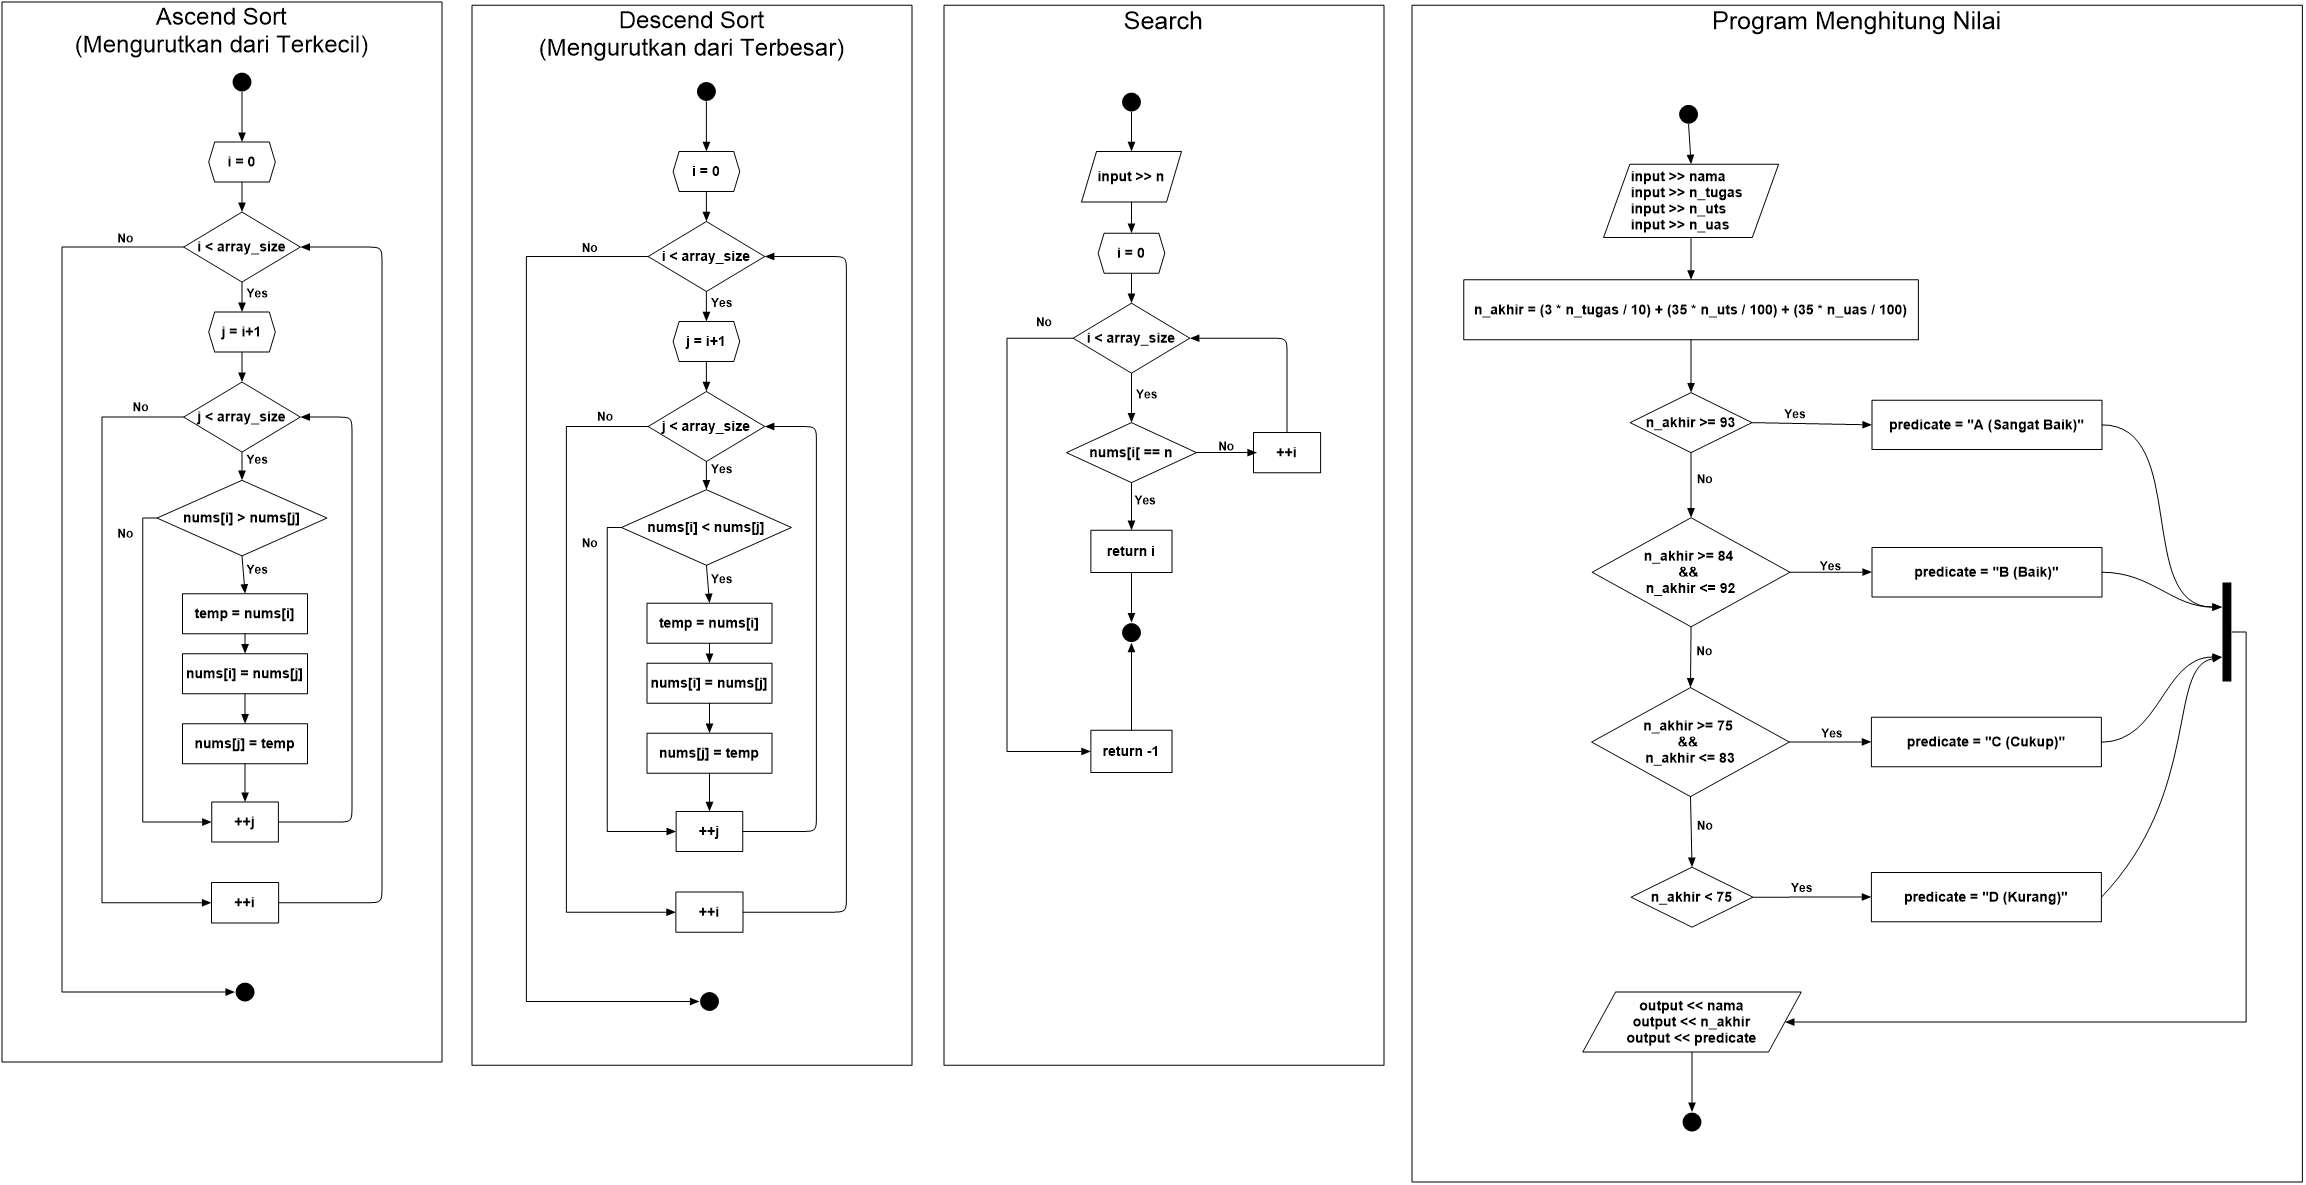 Ascend Sort
(Mengurutkan dari Terkecil)
i = 0
i < array_size
No
Yes
j = i+1
j < array_size
No
Yes
nums[i] > nums[j]
No
Yes
temp = nums[i]
nums[i] = nums[j]
nums[j] = temp
++j
++i
Descend Sort
(Mengurutkan dari Terbesar)
i = 0
i < array_size
No
Yes
j = i+1
j < array_size
No
Yes
nums[i] < nums[j]
No
Yes
temp = nums[i]
nums[i] = nums[j]
nums[j] = temp
++j
++i
Search
input >> n
i = 0
i < array_size
No
Yes
nums[i[ == n
No
++i
Yes
return i
return -1
Program Menghitung Nilai
input >> nama
input >> n_tugas
input >> n_uts
input >> n_uas
n_akhir = (3 * n_tugas / 10) + (35 * n_uts / 100) + (35 * n_uas / 100)
n_akhir >= 93
Yes
predicate = "A (Sangat Baik)"
No
n_akhir >= 84
&&
n_akhir <= 92
Yes
predicate = "B (Baik)"
No
n_akhir >= 75
&&
n_akhir <= 83
Yes
predicate = "C (Cukup)"
No
n_akhir < 75
Yes
predicate = "D (Kurang)"
output << nama
output << n_akhir
output << predicate